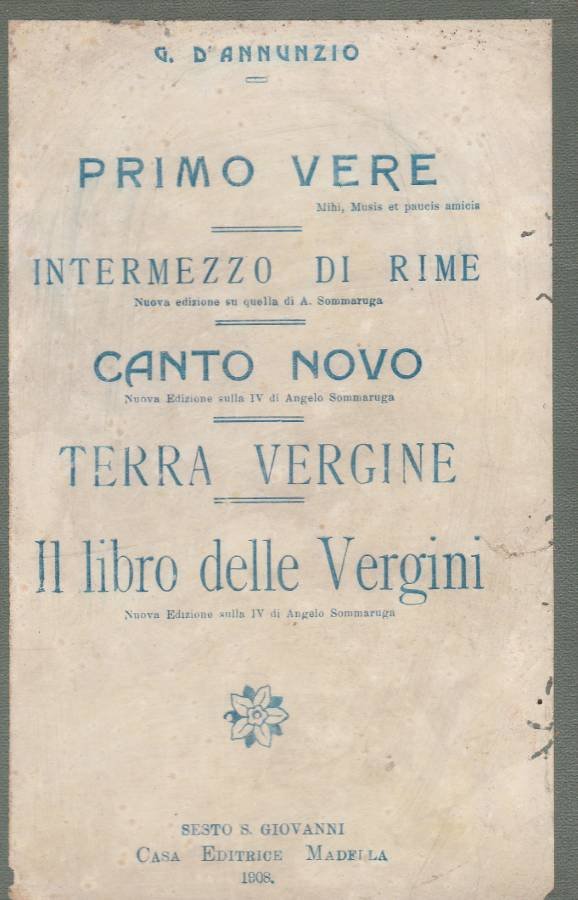 G. D'ANNUNZIO
PRIMO VERE
Mihi, Musis et paucis amicis
INTERMEZZO DI RIME
Nuova edizione su quella di A. Sommaruga
CANTO NOVO
Nuova Edizione sulla IV di Angelo Sommaruga
TERRA VERGINE
Il libro delle Vergini
Nuova Edizione sulla IV di Angelo Sommaruga
SESTO S. GIOVANNI
CASA EDITRICE MADELLA
1908.